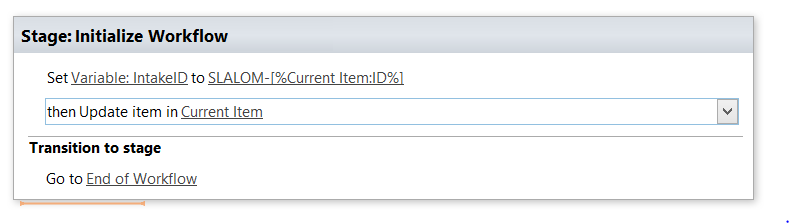 Stage: Initialize Workflow
Set Variable: IntakeID to SLALOM-[%Current Item:ID%]
then Update item in Current Item
Transition to stage
Go to End of Workflow